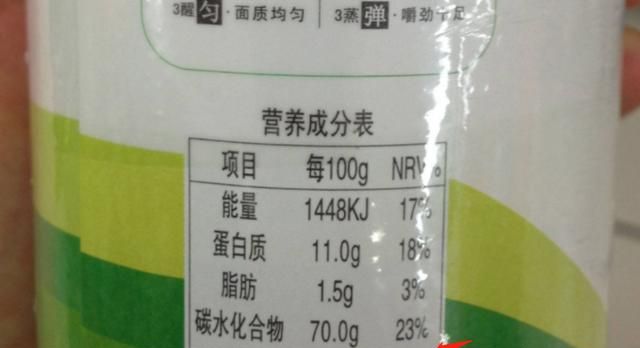 3醒匀·面质均匀
3蒸弹·嚼劲十足
营养成分表
项目 每100g NRV%
能量 1448KJ 17%
蛋白质 11.0g 18%
脂肪 1.5g 3%
碳水化合物 70.0g 23%